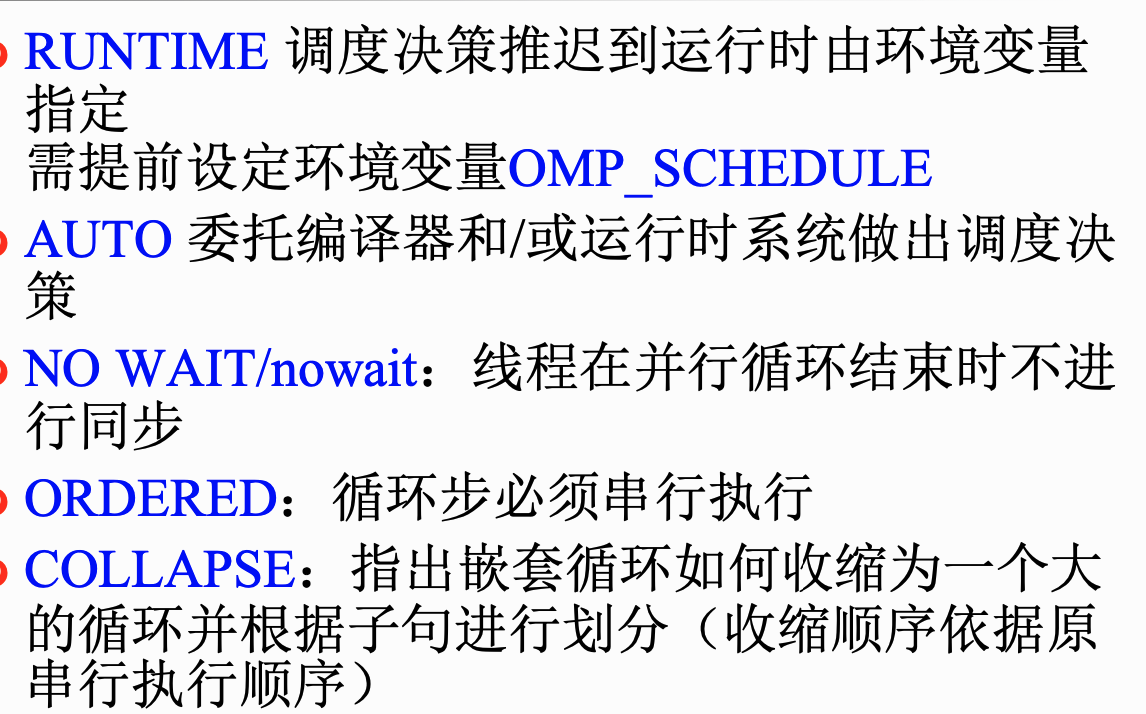 RUNTIME 调度决策推迟到运行时由环境变量
指定
需提前设定环境变量OMP_SCHEDULE
AUTO 委托编译器和/或运行时系统做出调度决
策
NO WAIT/nowait：线程在并行循环结束时不进
行同步
ORDERED：循环步必须串行执行
COLLAPSE：指出嵌套循环如何收缩为一个大
的循环并根据子句进行划分（收缩顺序依据原
串行执行顺序）